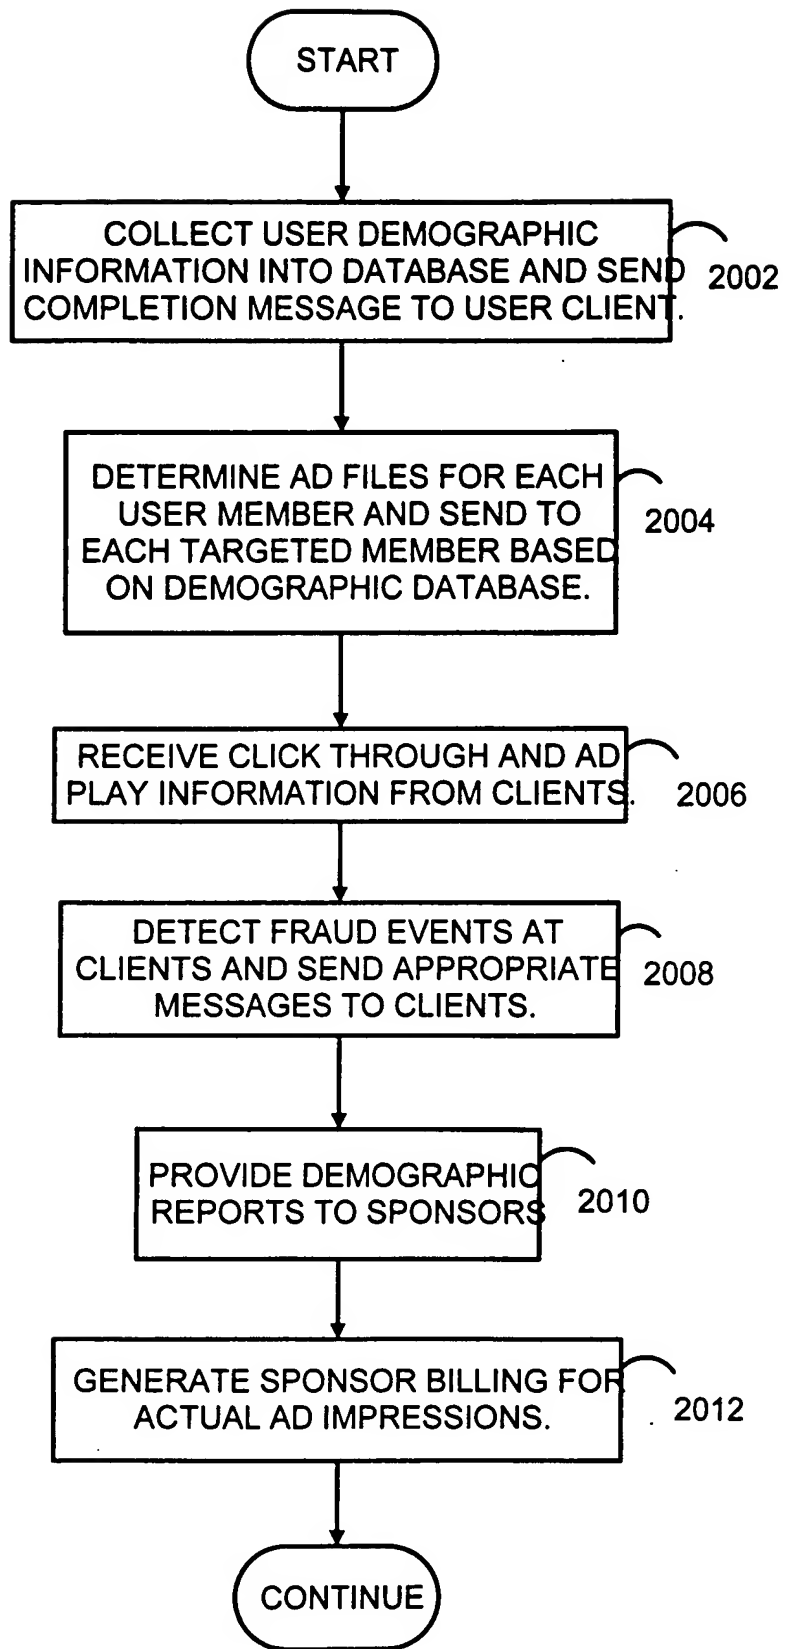 START
COLLECT USER DEMOGRAPHIC
INFORMATION INTO DATABASE AND SEND
COMPLETION MESSAGE TO USER CLIENT.
2002
DETERMINE AD FILES FOR EACH
USER MEMBER AND SEND TO
EACH TARGETED MEMBER BASED
ON DEMOGRAPHIC DATABASE.
2004
RECEIVE CLICK THROUGH AND AD
PLAY INFORMATION FROM CLIENTS.
2006
DETECT FRAUD EVENTS AT
CLIENTS AND SEND APPROPRIATE
MESSAGES TO CLIENTS.
2008
PROVIDE DEMOGRAPHIC
REPORTS TO SPONSORS
2010
GENERATE SPONSOR BILLING FOR
ACTUAL AD IMPRESSIONS.
2012
CONTINUE